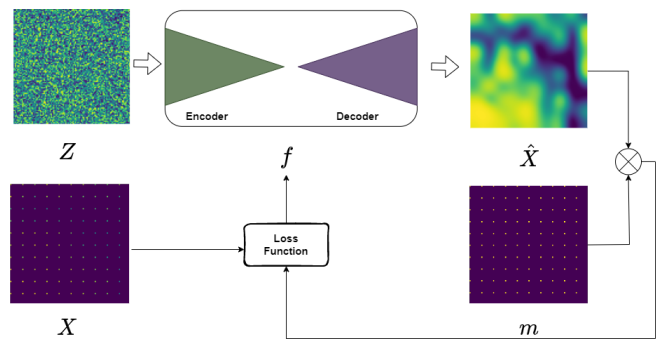 Encoder
Decoder
Z
f
X̂
Loss
Function
X
m